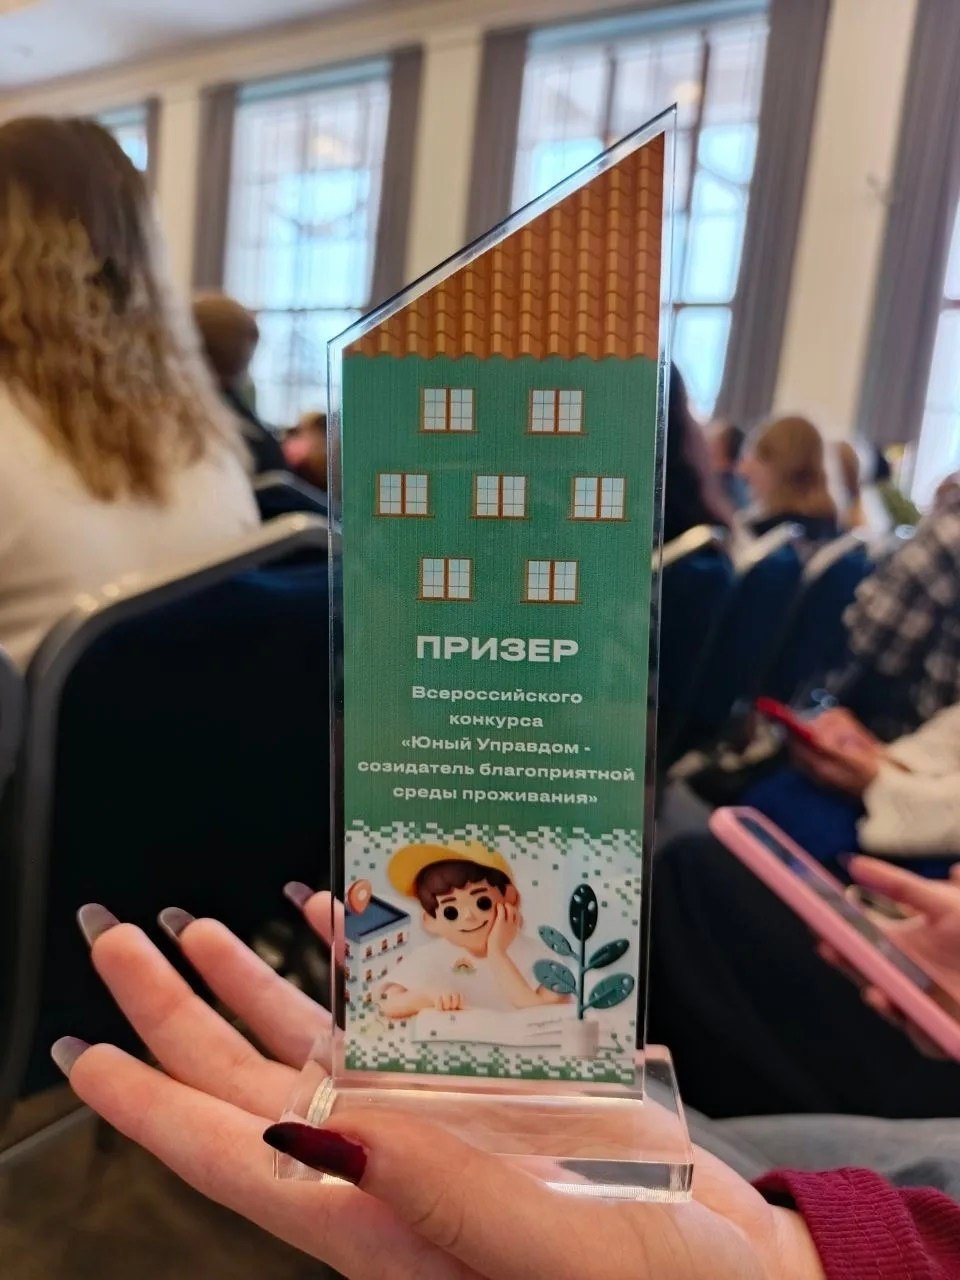 ПРИЗЕР
Всероссийского
конкурса
«Юный Управдом -
созидатель благоприятной
среды проживания»